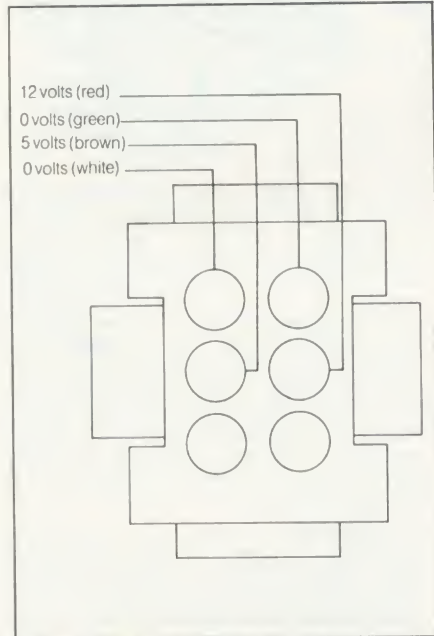 12 volts (red)
0 volts (green)
5 volts (brown)
0 volts (white)